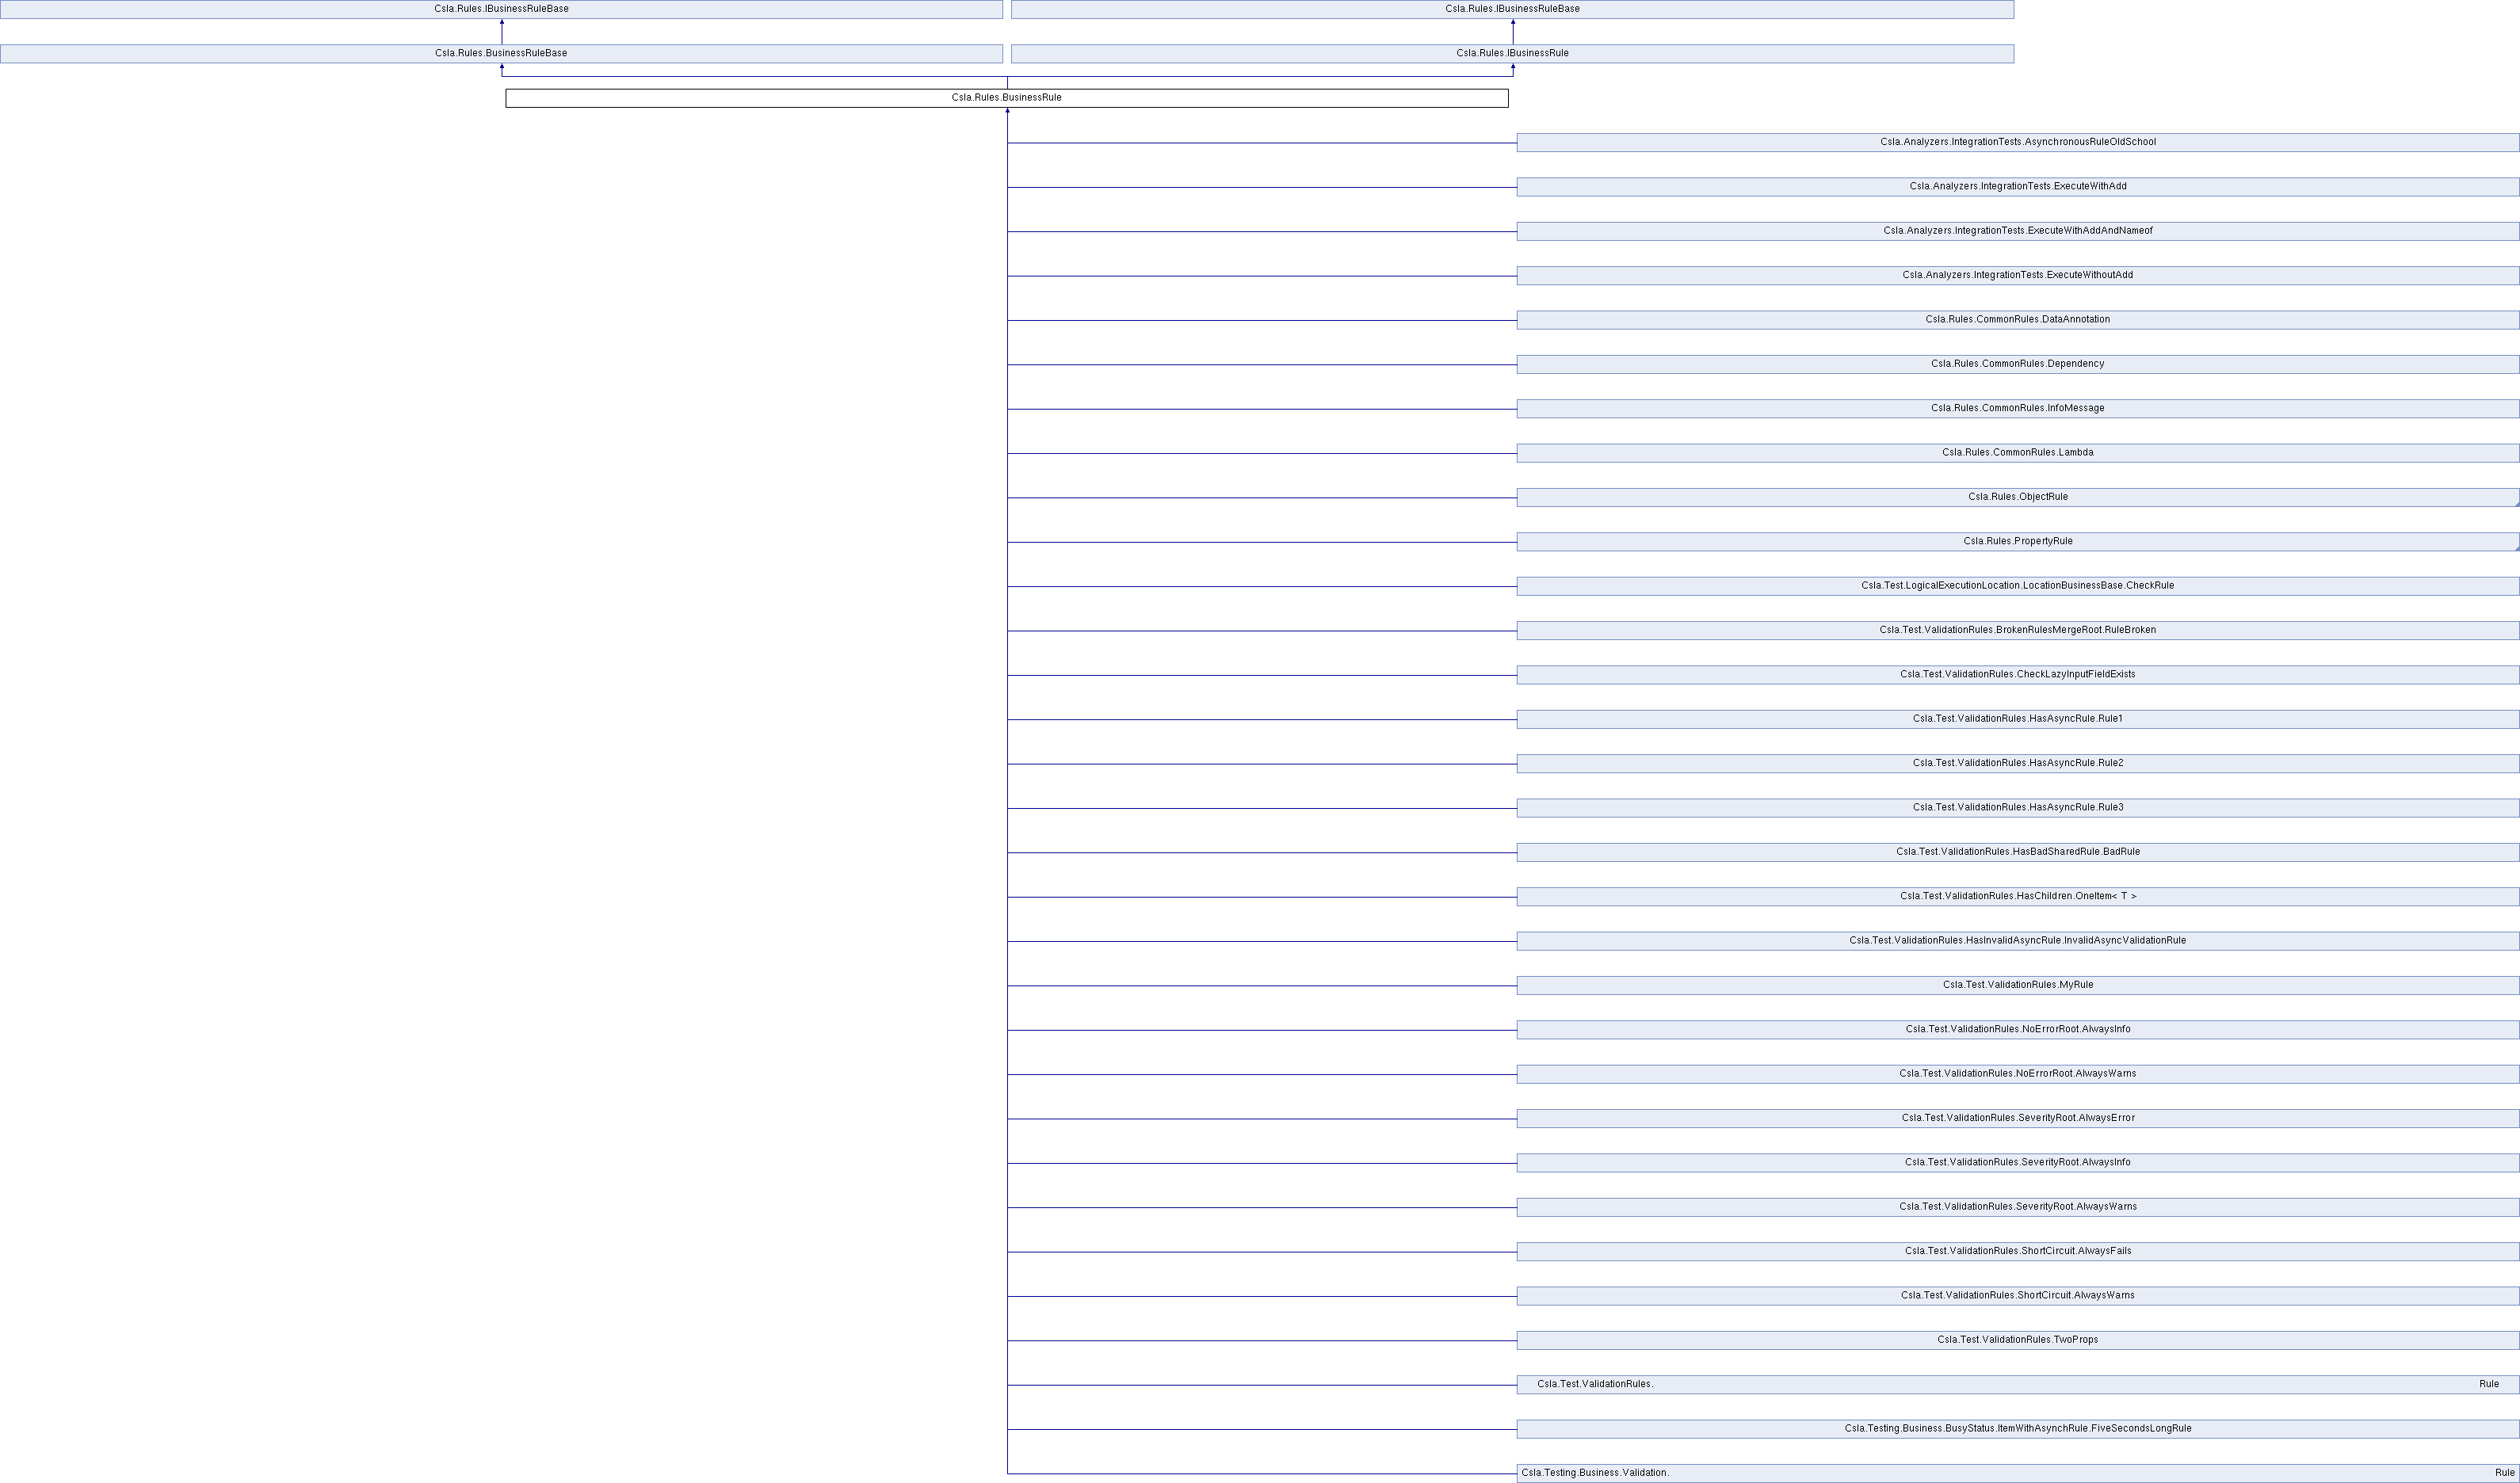 Csla.Rules.IBusinessRuleBase Csla.Rules.IBusinessRuleBase
Csla.Rules.BusinessRuleBase Csla.Rules.IBusinessRule
Csla.Rules.BusinessRule
Csla.Analyzers.IntegrationTests.AsynchronousRuleOldSchool
Csla.Analyzers.IntegrationTests.ExecuteWithAdd
Csla.Analyzers.IntegrationTests.ExecuteWithAddAndNameof
Csla.Analyzers.IntegrationTests.ExecuteWithoutAdd
Csla.Rules.CommonRules.DataAnnotation
Csla.Rules.CommonRules.Dependency
Csla.Rules.CommonRules.InfoMessage
Csla.Rules.CommonRules.Lambda
Csla.Rules.ObjectRule
Csla.Rules.PropertyRule
Csla.Test.LogicalExecutionLocation.LocationBusinessBase.CheckRule
Csla.Test.ValidationRules.BrokenRulesMergeRoot.RuleBroken
Csla.Test.ValidationRules.CheckLazyInputFieldExists
Csla.Test.ValidationRules.HasAsyncRule.Rule1
Csla.Test.ValidationRules.HasAsyncRule.Rule2
Csla.Test.ValidationRules.HasAsyncRule.Rule3
Csla.Test.ValidationRules.HasBadSharedRule.BadRule
Csla.Test.ValidationRules.HasChildren.OneItem< T >
Csla.Test.ValidationRules.HasInvalidAsyncRule.InvalidAsyncValidationRule
Csla.Test.ValidationRules.MyRule
Csla.Test.ValidationRules.NoErrorRoot.AlwaysInfo
Csla.Test.ValidationRules.NoErrorRoot.AlwaysWarns
Csla.Test.ValidationRules.SeverityRoot.AlwaysError
Csla.Test.ValidationRules.SeverityRoot.AlwaysInfo
Csla.Test.ValidationRules.SeverityRoot.AlwaysWarns
Csla.Test.ValidationRules.ShortCircuit.AlwaysFails
Csla.Test.ValidationRules.ShortCircuit.AlwaysWarns
Csla.Test.ValidationRules.TwoProps
Csla.Test.ValidationRules. Rule
Csla.Testing.Business.BusyStatus.ItemWithAsynchRule.FiveSecondsLongRule
Csla.Testing.Business.Validation. Rule